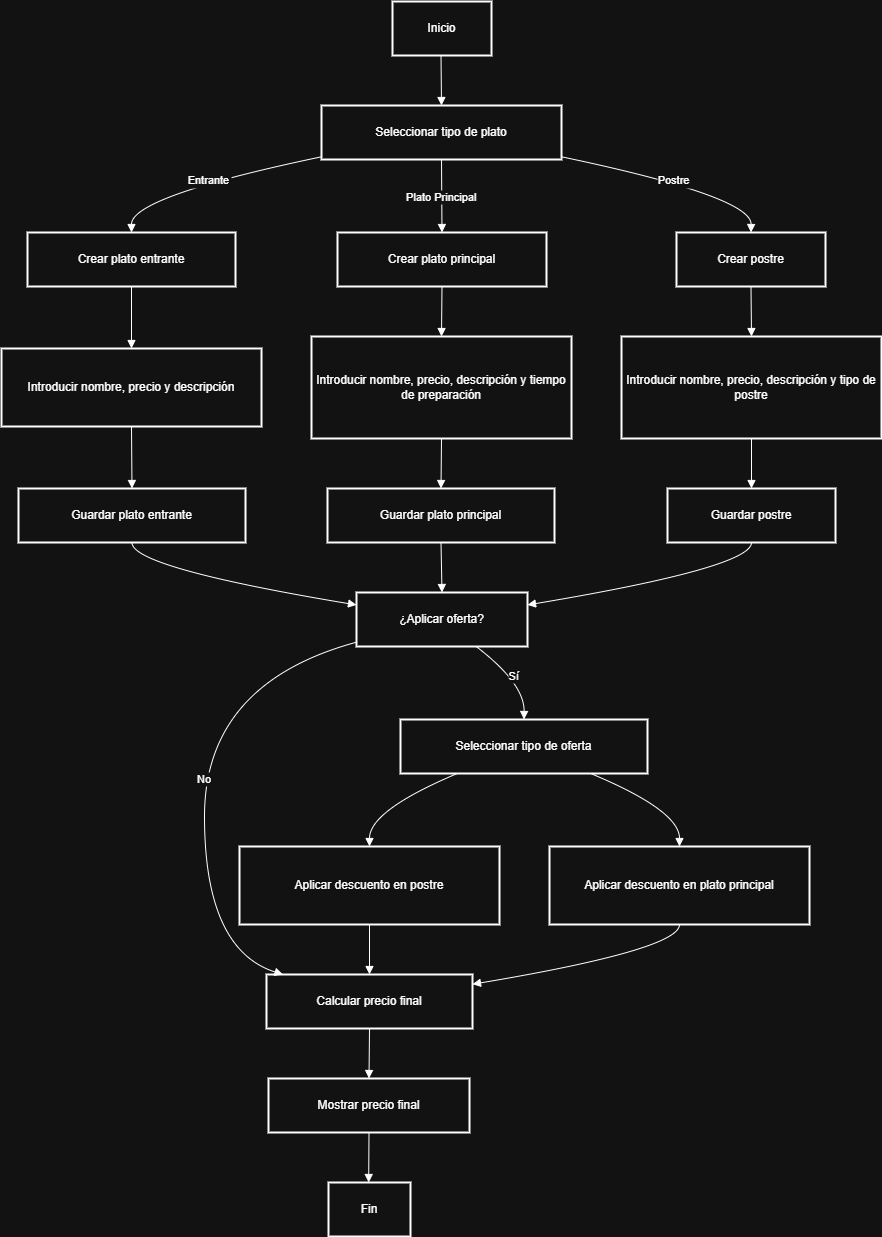 Inicio
Seleccionar tipo de plato
Entrante
Plato Principal
Postre
Crear plato entrante
Crear plato principal
Crear postre
Introducir nombre, precio y descripción
Introducir nombre, precio, descripción y tiempo
de preparación
Introducir nombre, precio, descripción y tipo de
postre
Guardar plato entrante
Guardar plato principal
Guardar postre
¿Aplicar oferta?
Sí
Seleccionar tipo de oferta
No
Aplicar descuento en postre
Aplicar descuento en plato principal
Calcular precio final
Mostrar precio final
Fin